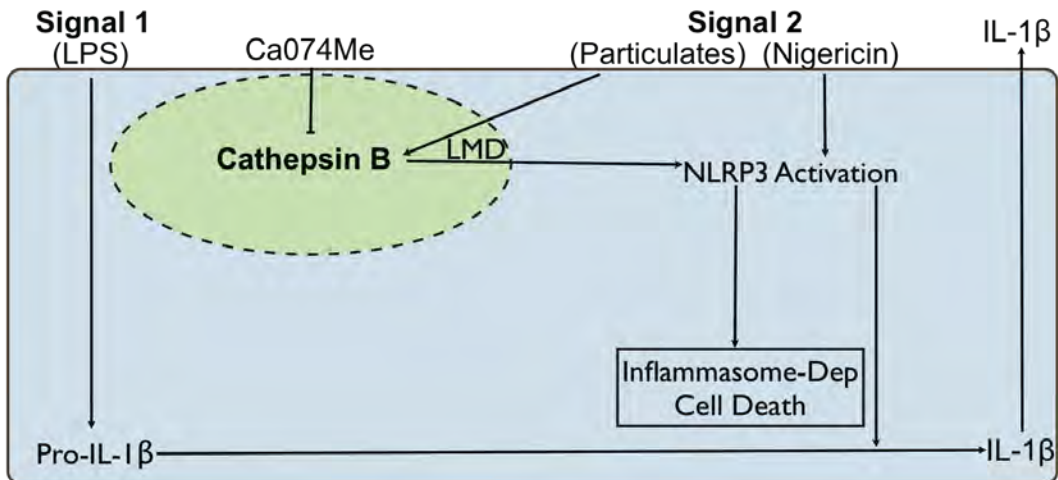 Signal 1
(LPS)
Ca074Me
Signal 2
(Particulates) (Nigericin)
IL-1β
Cathepsin B
LMD
NLRP3 Activation
Inflammasome-Dep
Cell Death
Pro-IL-1β
IL-1β